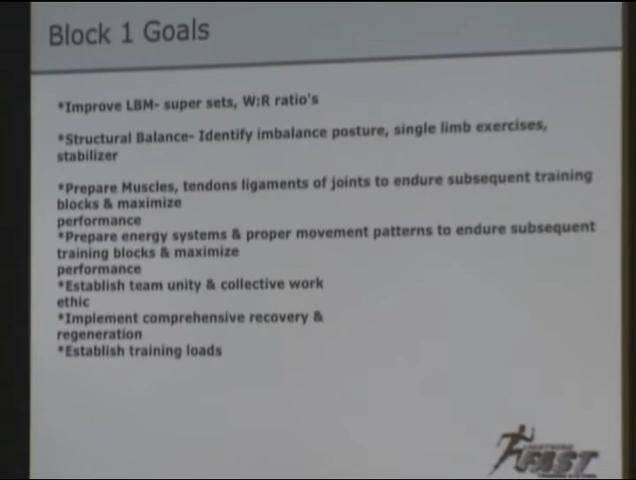 Block 1 Goals
*Improve LBM- super sets, W:R ratio's
*Structural Balance- Identify imbalance posture, single limb exercises,
stabilizer
*Prepare Muscles, tendons ligaments of joints to endure subsequent training
blocks & maximize
performance
*Prepare energy systems & proper movement patterns to endure subsequent
training blocks & maximize
performance
*Establish team unity & collective work
ethic
*Implement comprehensive recovery &
regeneration
*Establish training loads
FAST